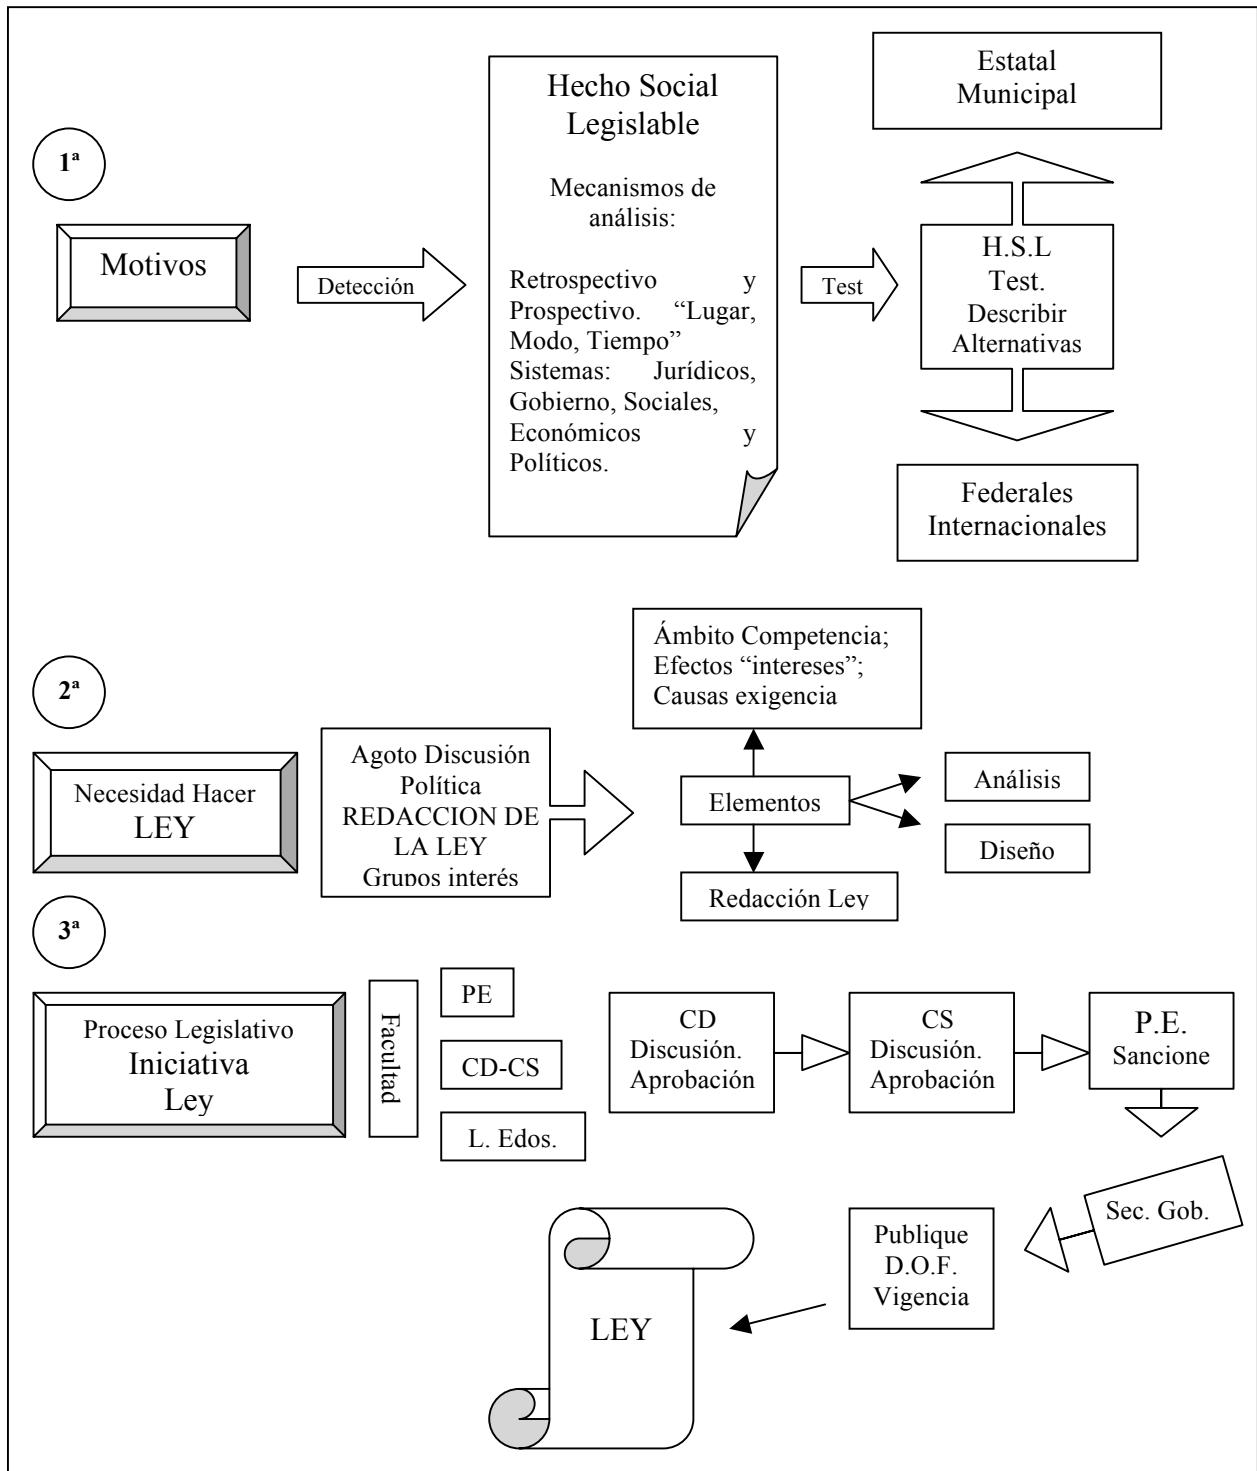 1ª
Motivos
Detección
Hecho Social
Legislable
Mecanismos de
análisis:
Retrospectivo y
Prospectivo. “Lugar,
Modo, Tiempo”
Sistemas: Jurídicos,
Gobierno, Sociales,
Económicos y
Políticos.
Test
Estatal
Municipal
H.S.L
Test.
Describir
Alternativas
Federales
Internacionales
2ª
Necesidad Hacer
LEY
Agoto Discusión
Política
REDACCION DE
LA LEY
Grupos interés
Ámbito Competencia;
Efectos “intereses”;
Causas exigencia
Elementos
Análisis
Diseño
Redacción Ley
3ª
Proceso Legislativo
Iniciativa
Ley
Facultad
PE
CD-CS
L. Edos.
CD
Discusión.
Aprobación
CS
Discusión.
Aprobación
P.E.
Sancione
Sec. Gob.
Publique
D.O.F.
Vigencia
LEY